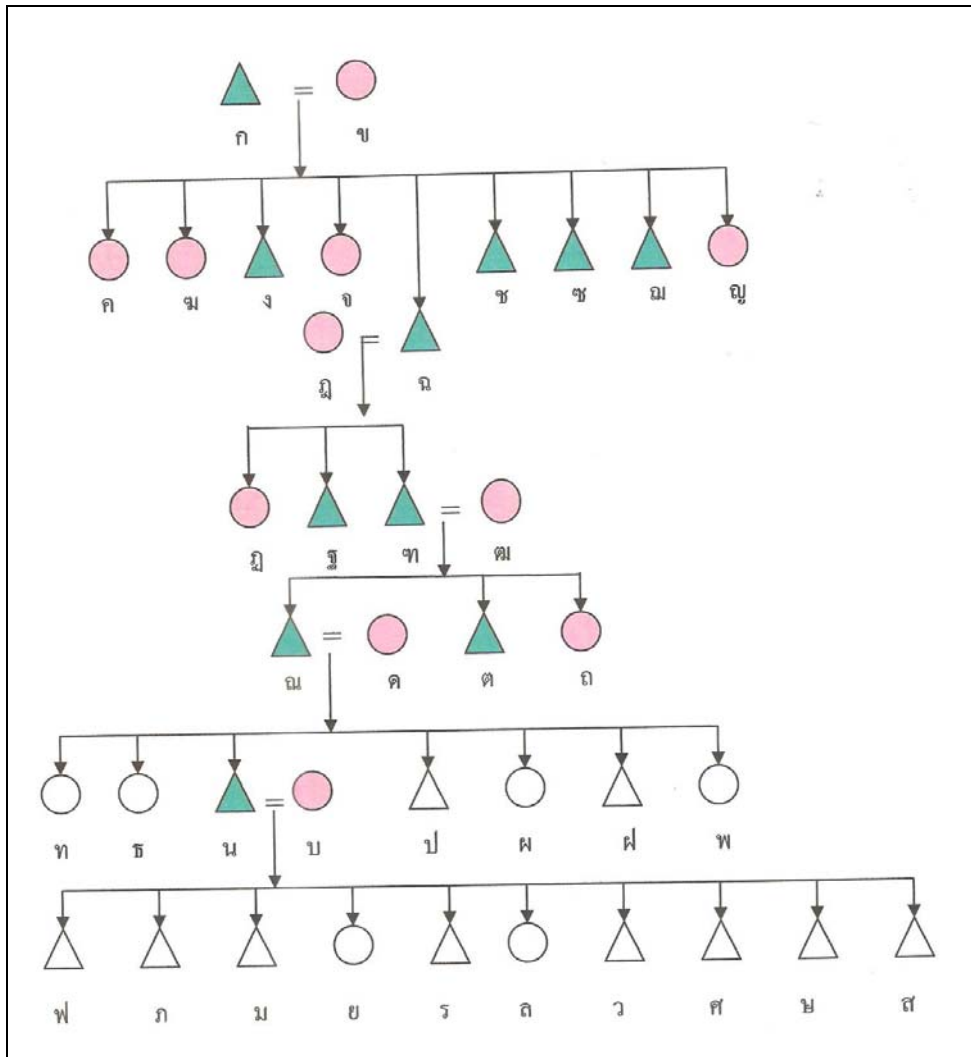 =
ก ข
ค ฆ ง จ ช ซ ฌ ญ
=
ฎ ฉ
=
ฏ ฐ ฑ ฒ
=
ณ ด ต ถ
=
ท ธ น บ ป ผ ฝ พ
ฟ ภ ม ย ร ล ว ศ ษ ส